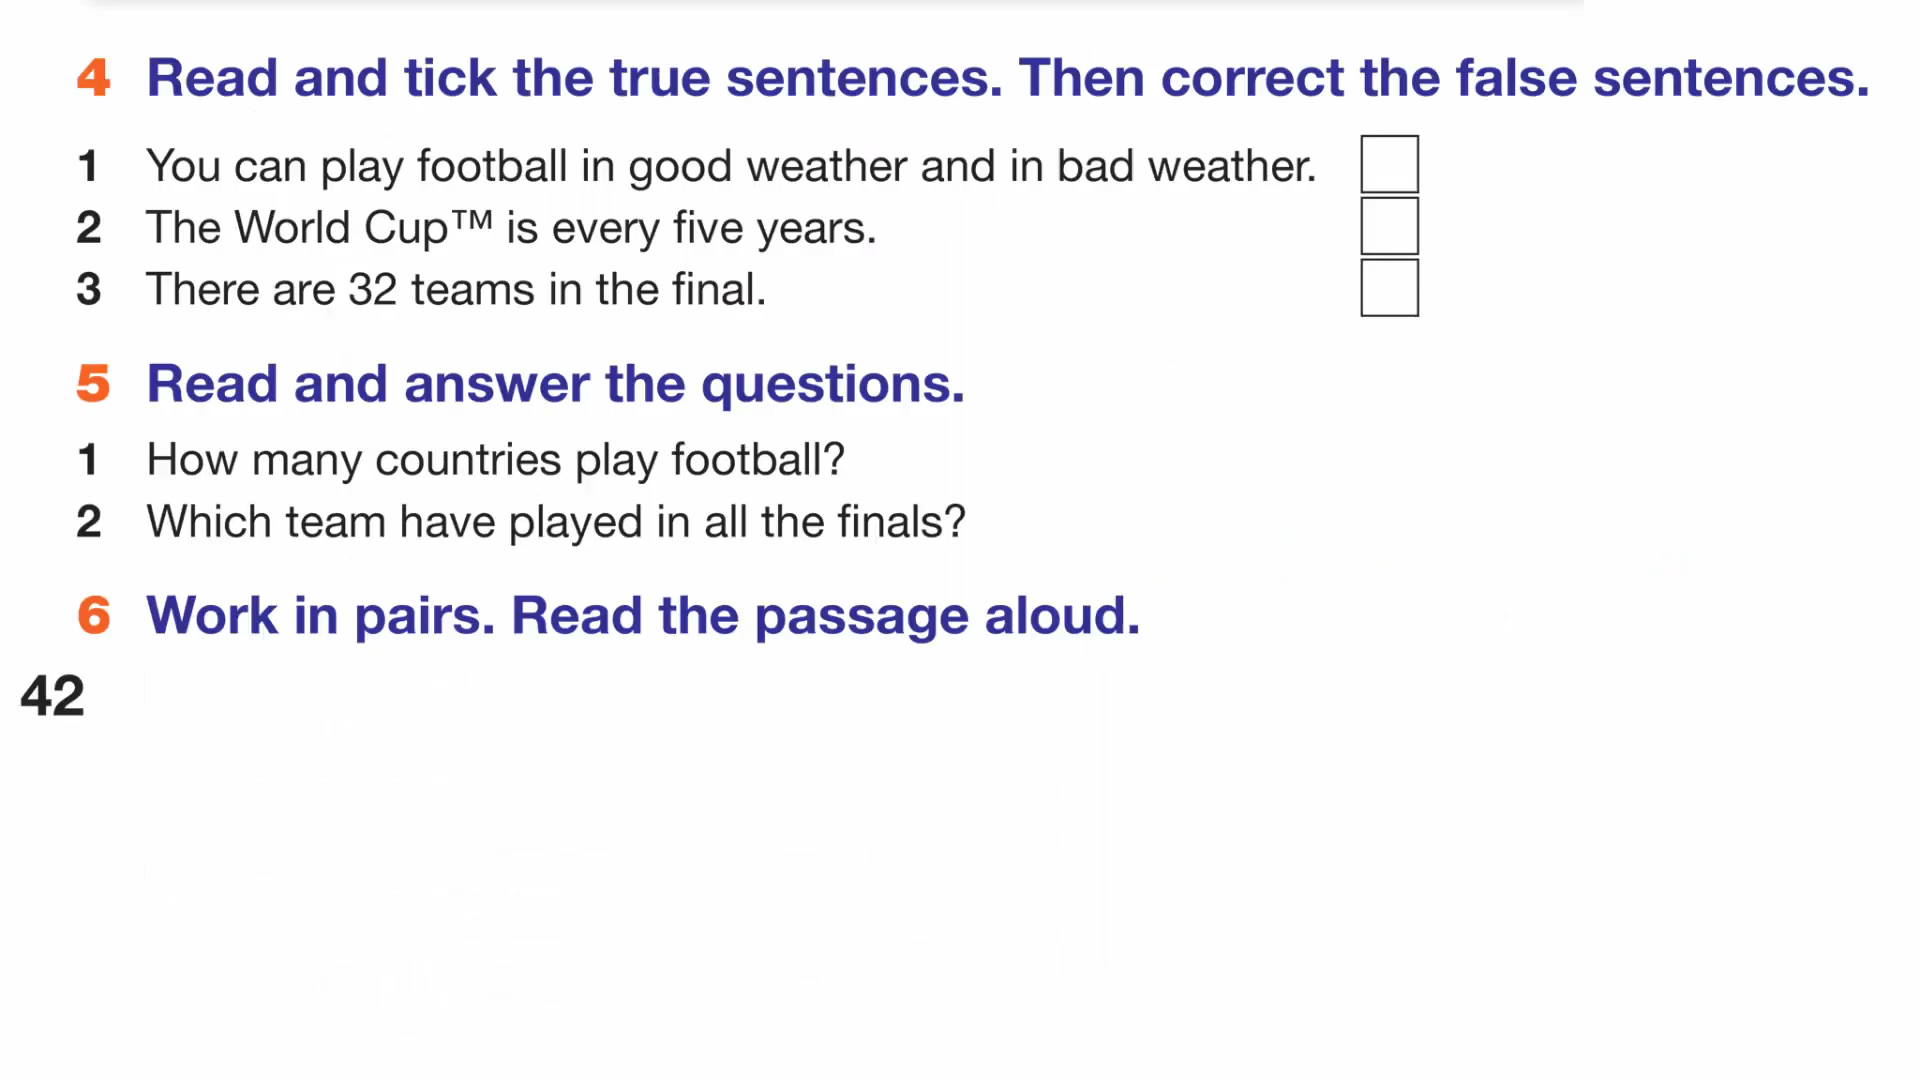 4 Read and tick the true sentences. Then correct the false sentences.
1 You can play football in good weather and in bad weather.
2 The World Cup™ is every five years.
3 There are 32 teams in the final.
5 Read and answer the questions.
1 How many countries play football?
2 Which team have played in all the finals?
6 Work in pairs. Read the passage aloud.
42